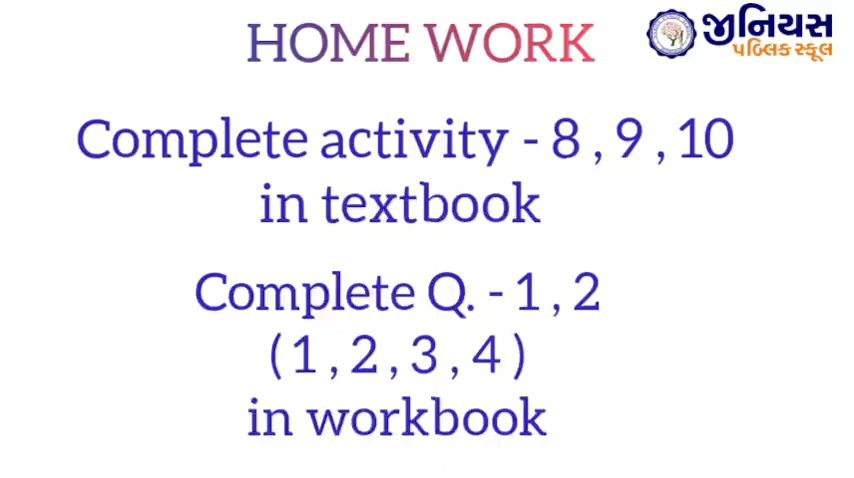 HOME WORK
જીનિયસ
પબ્લિક સ્કૂલ
Complete activity - 8 , 9 , 10
in textbook
Complete Q. - 1 , 2
( 1 , 2 , 3 , 4 )
in workbook